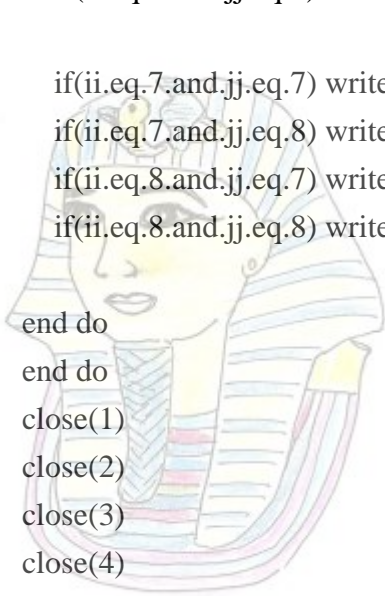 if(ii.eq.7.and.jj.eq.7) write
if(ii.eq.7.and.jj.eq.8) write
if(ii.eq.8.and.jj.eq.7) write
if(ii.eq.8.and.jj.eq.8) write
end do
end do
close(1)
close(2)
close(3)
close(4)